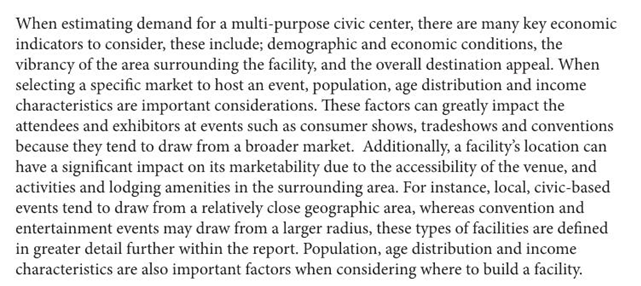 When estimating demand for a multi-purpose civic center, there are many key economic
indicators to consider, these include; demographic and economic conditions, the
vibrancy of the area surrounding the facility, and the overall destination appeal. When
selecting a specific market to host an event, population, age distribution and income
characteristics are important considerations. These factors can greatly impact the
attendees and exhibitors at events such as consumer shows, tradeshows and conventions
because they tend to draw from a broader market.  Additionally, a facility's location can
have a significant impact on its marketability due to the accessibility of the venue, and
activities and lodging amenities in the surrounding area. For instance, local, civic-based
events tend to draw from a relatively close geographic area, whereas convention and
entertainment events may draw from a larger radius, these types of facilities are defined
in greater detail further within the report. Population, age distribution and income
characteristics are also important factors when considering where to build a facility.